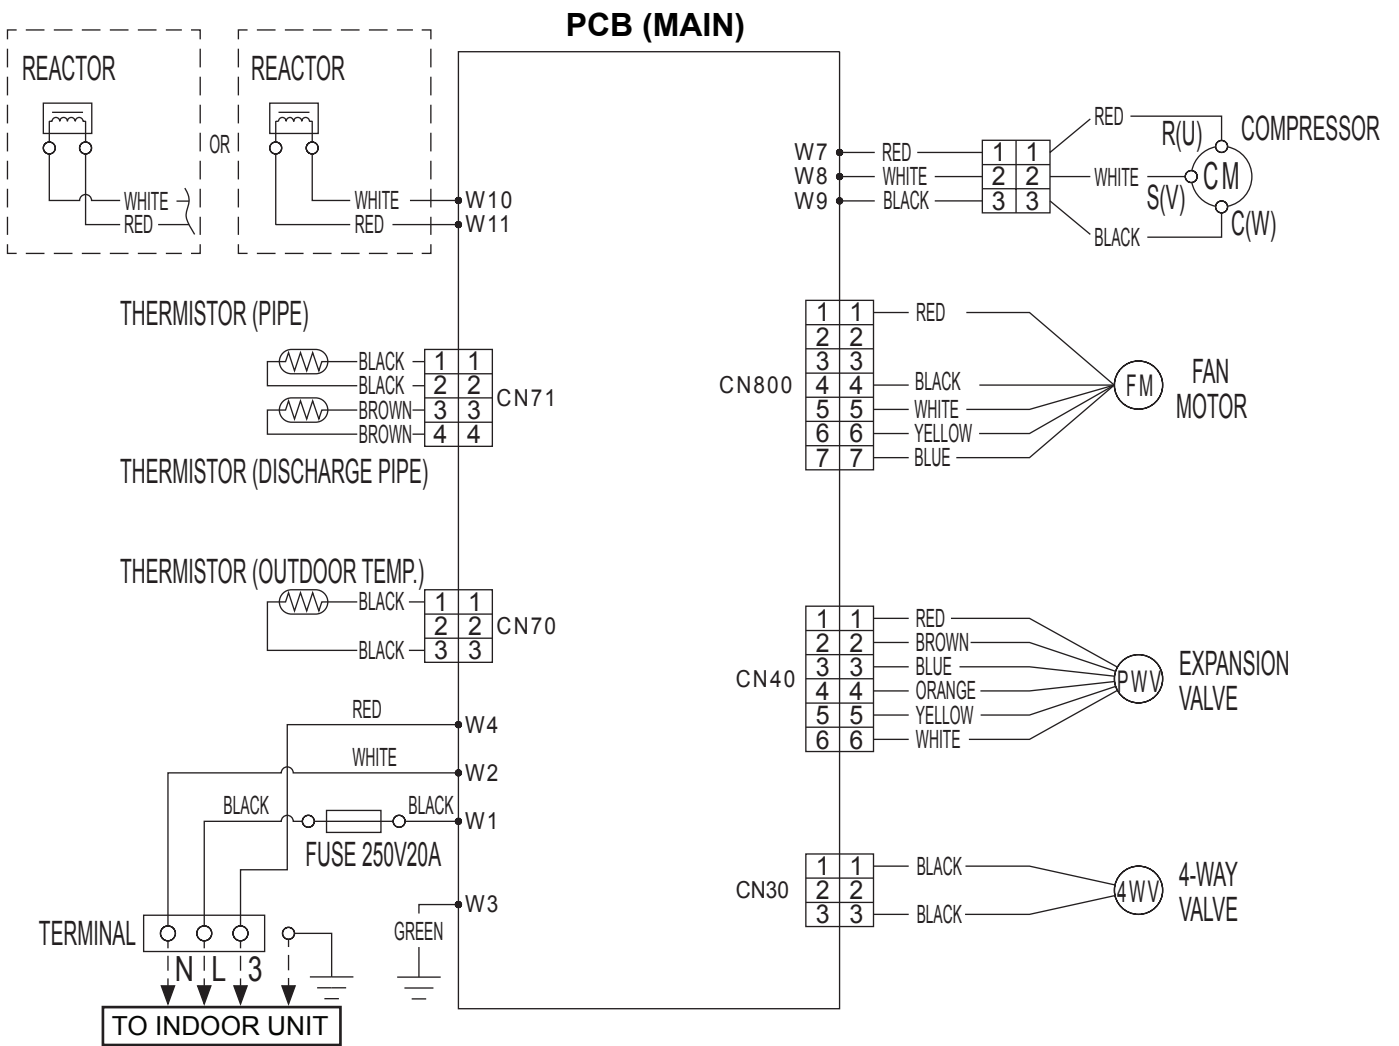 PCB (MAIN)
REACTOR
WHITE
RED
OR
REACTOR
WHITE
RED
W10
W11
THERMISTOR (PIPE)
BLACK 1 1
BLACK 2 2
BROWN 3 3
BROWN 4 4
CN71
THERMISTOR (DISCHARGE PIPE)
THERMISTOR (OUTDOOR TEMP.)
BLACK 1 1
2 2
BLACK 3 3
CN70
RED W4
WHITE W2
BLACK BLACK W1
FUSE 250V20A
W3
GREEN
TERMINAL
N L 3
TO INDOOR UNIT
W7 RED 1 1 RED
W8 WHITE 2 2 WHITE
W9 BLACK 3 3 BLACK
R(U)
S(V)
C(W)
CM
COMPRESSOR
CN800
1 1 RED
2 2
3 3
4 4 BLACK
5 5 WHITE
6 6 YELLOW
7 7 BLUE
FM
FAN
MOTOR
CN40
1 1 RED
2 2 BROWN
3 3 BLUE
4 4 ORANGE
5 5 YELLOW
6 6 WHITE
PWV
EXPANSION
VALVE
CN30
1 1 BLACK
2 2
3 3 BLACK
4WV
4-WAY
VALVE